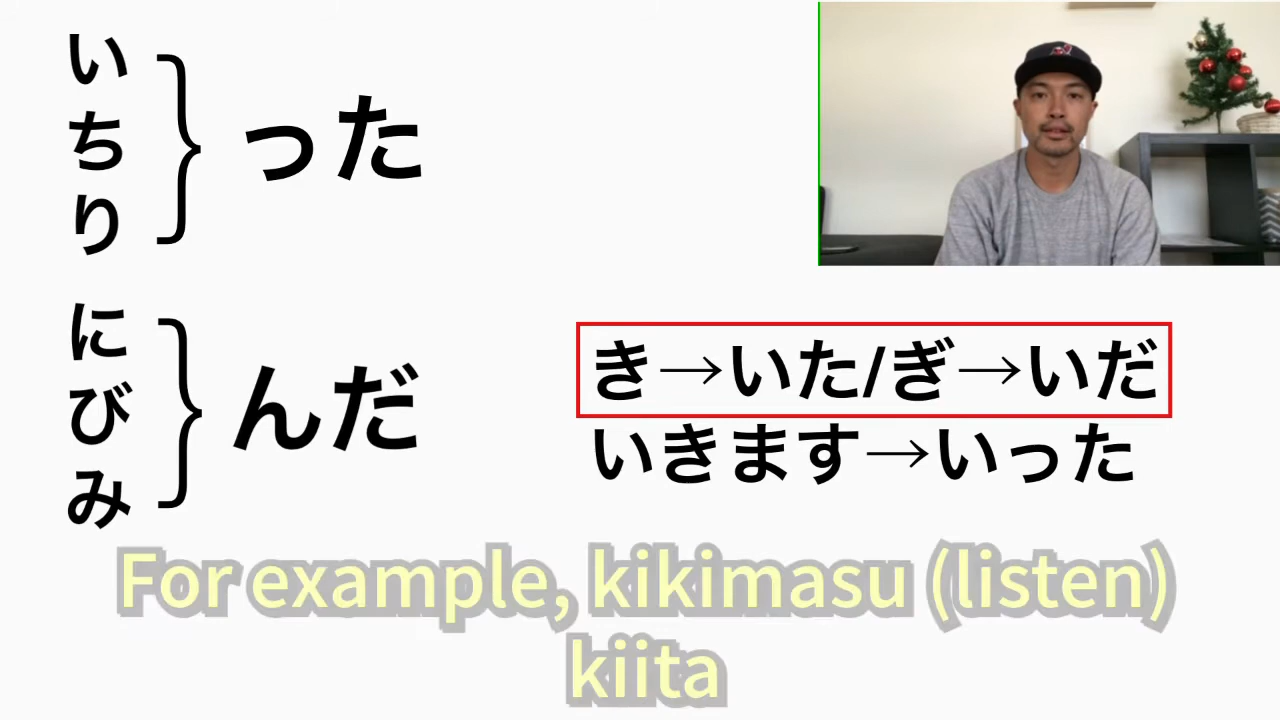 い
ち
り
った
に
び
み
んだ
き→いた/ぎ→いだ
いきます→いった
For example, kikimasu (listen)
kiita